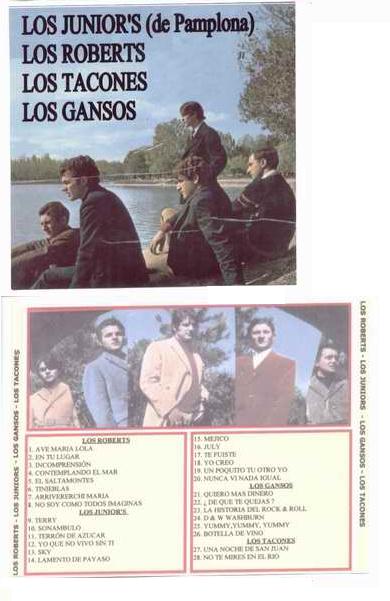 LOS JUNIOR'S (de Pamplona)
LOS ROBERTS
LOS TACONES
LOS GANSOS
LOS ROBERTS - LOS JUNIORS - LOS GANSOS - LOS TACONES
LOS ROBERTS
1. AVE MARIA LOLA
2. EN TU LUGAR
3. INCOMPRENSIÓN
4. CONTEMPLANDO EL MAR
5. EL SALTAMONTES
6. TINIEBLAS
7. ARRIVERERCHI MARIA
8. NO SOY COMO TODOS IMAGINAS
LOS JUNIOR'S
9. TERRY
10. SONAMBULO
11. TERRÓN DE AZUCAR
12. YO QUE NO VIVO SIN TI
13. SKY
14. LAMENTO DE PAYASO
15. MEJICO
16. JULY
17. TE FUISTE
18. YO CREO
19. UN POQUITO TU OTRO YO
20. NUNCA VI NADA IGUAL
LOS GANSOS
21. QUIERO MAS DINERO
22. ¿ DE QUE TE QUEJAS ?
23. LA HISTORIA DEL ROCK & ROLL
24. D & W WASHBURN
25. YUMMY,YUMMY, YUMMY
26. BOTELLA DE VINO
LOS TACONES
27. UNA NOCHE DE SAN JUAN
28. NO TE MIRES EN EL RIO
LOS ROBERTS - LOS JUNIORS - LOS GANSOS - LOS TACONES